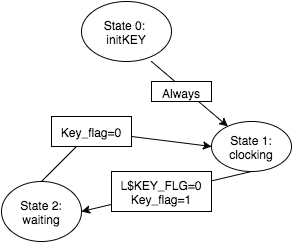 State 0:
initKEY
Always
Key_flag=0
State 1:
clocking
L$KEY_FLG=0
Key_flag=1
State 2:
waiting